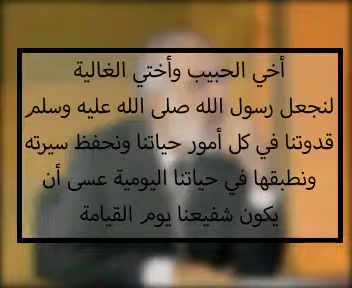 أخي الحبيب وأختي الغالية
لنجعل رسول الله صلى الله عليه وسلم
قدوتنا في كل أمور حياتنا ونحفظ سيرته
ونطبقها في حياتنا اليومية عسى أن
يكون شفيعنا يوم القيامة